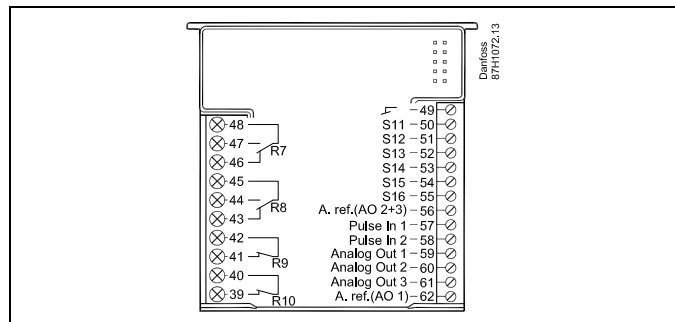 Danfoss
87H1072.13
48
47
R7
46
45
44
R8
43
42
41
R9
40
39
R10
49
S11 50
S12 51
S13 52
S14 53
S15 54
S16 55
A. ref.(AO 2+3) 56
Pulse In 1 57
Pulse In 2 58
Analog Out 1 59
Analog Out 2 60
Analog Out 3 61
A. ref.(AO 1) 62